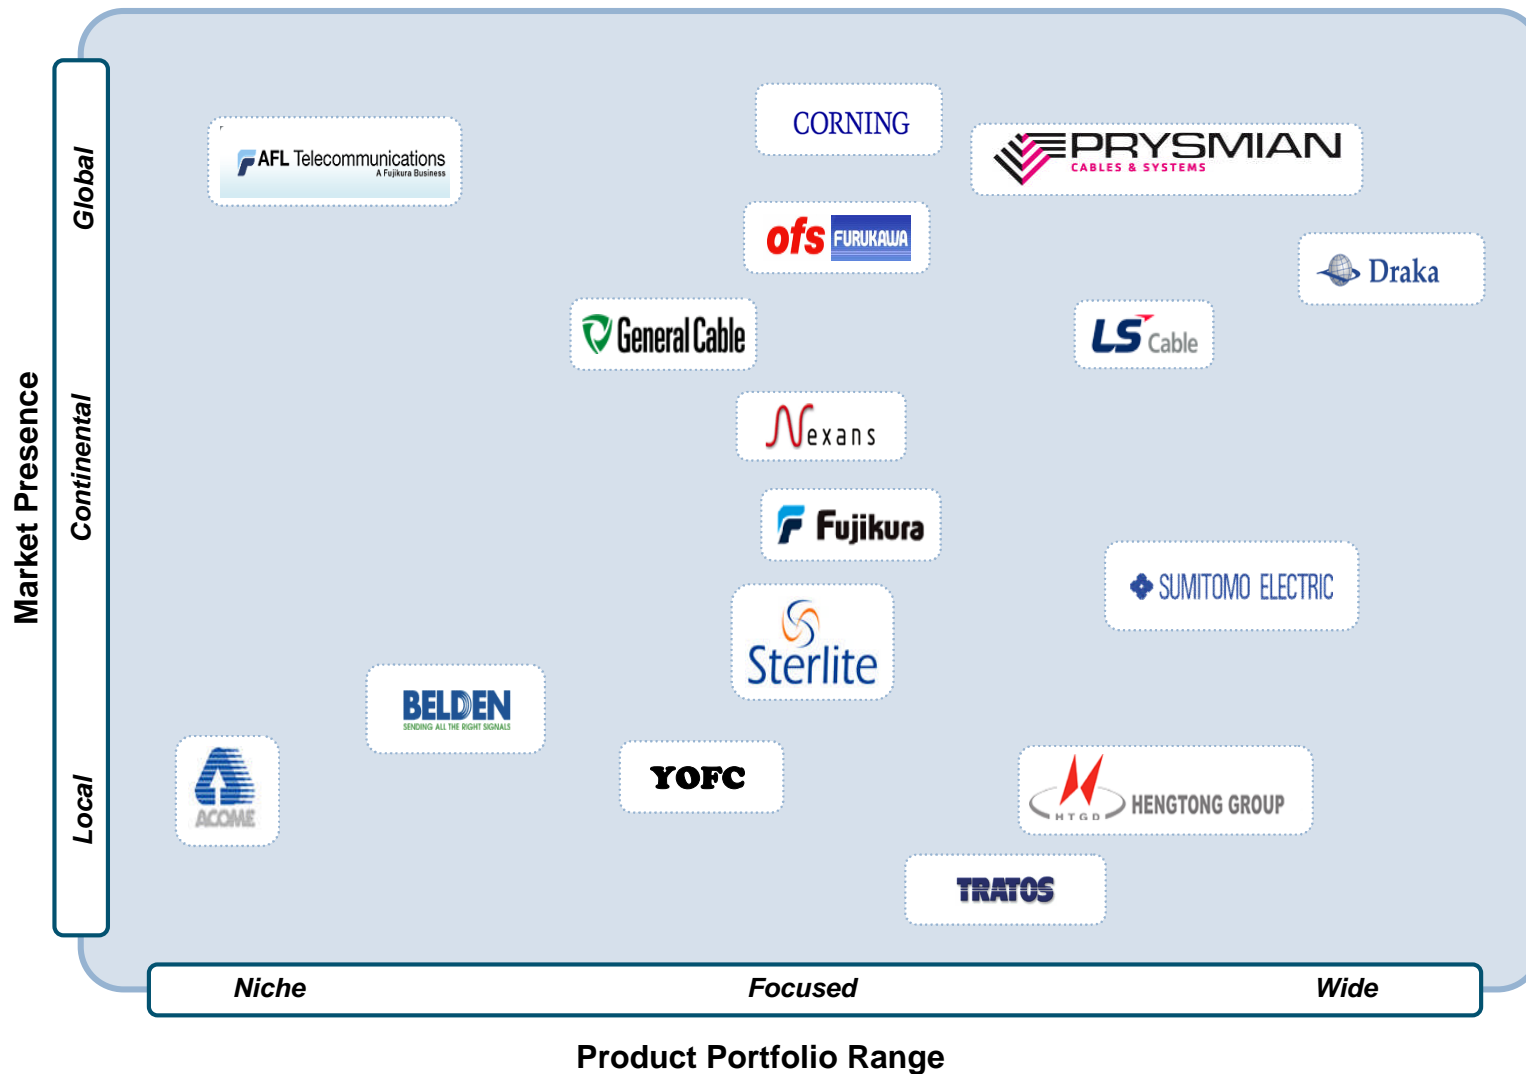 CORNING
AFL Telecommunications
A Fujikura Business
PRYSMIAN
CABLES & SYSTEMS
Global
ofs FURUKAWA
Draka
General Cable
LS Cable
Market Presence
Continental
Nexans
Fujikura
SUMITOMO ELECTRIC
Sterlite
BELDEN
SENDING ALL THE RIGHT SIGNALS
Local
ACOME
YOFC
HTGD HENGTONG GROUP
TRATOS
Niche Focused Wide
Product Portfolio Range